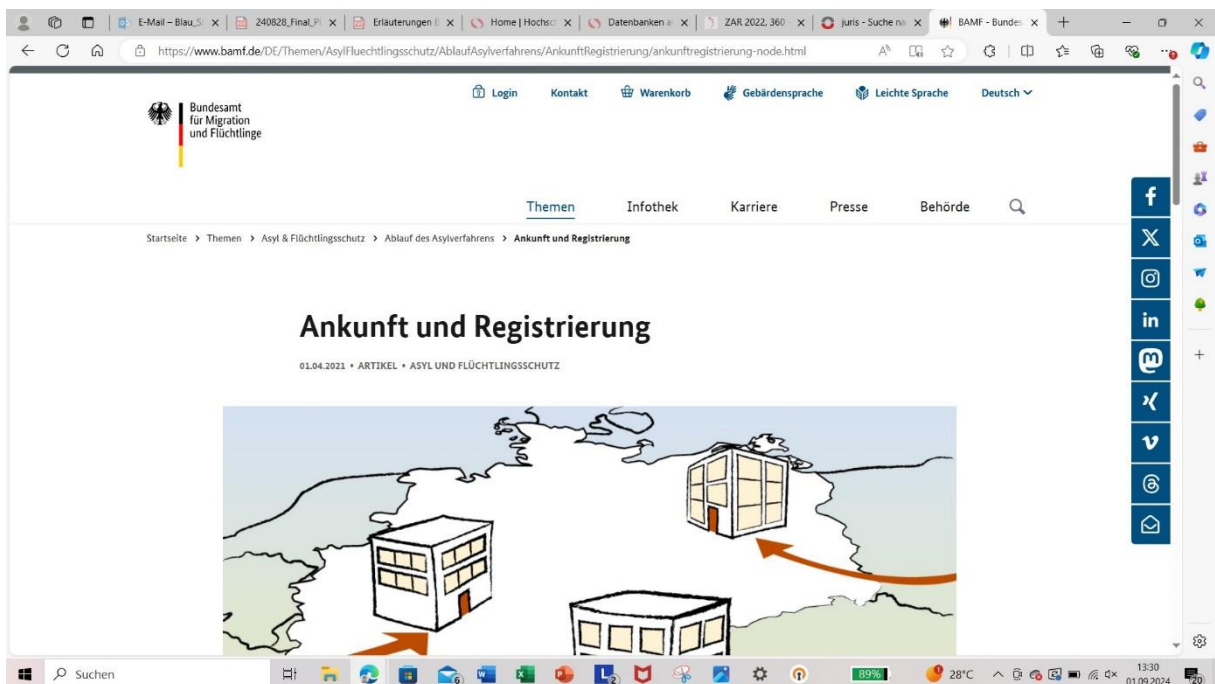 E-Mail – Blau_S
240828_Final_P
Erläuterungen
Home | Hochsc
Datenbanken
ZAR 2022, 360
juris - Suche na
BAMF - Bundes
https://www.bamf.de/DE/Themen/AsylFluechtlingsschutz/AblaufAsylverfahrens/AnkunftRegistrierung/ankunftregistrierung-node.html
Login Kontakt Warenkorb Gebärdensprache Leichte Sprache Deutsch
Bundesamt
für Migration
und Flüchtlinge
Themen Infothek Karriere Presse Behörde
Startseite > Themen > Asyl & Flüchtlingsschutz > Ablauf des Asylverfahrens > Ankunft und Registrierung
Ankunft und Registrierung
01.04.2021 • ARTIKEL • ASYL UND FLÜCHTLINGSSCHUTZ
Suchen
89%
28°C
13:30
01.09.2024